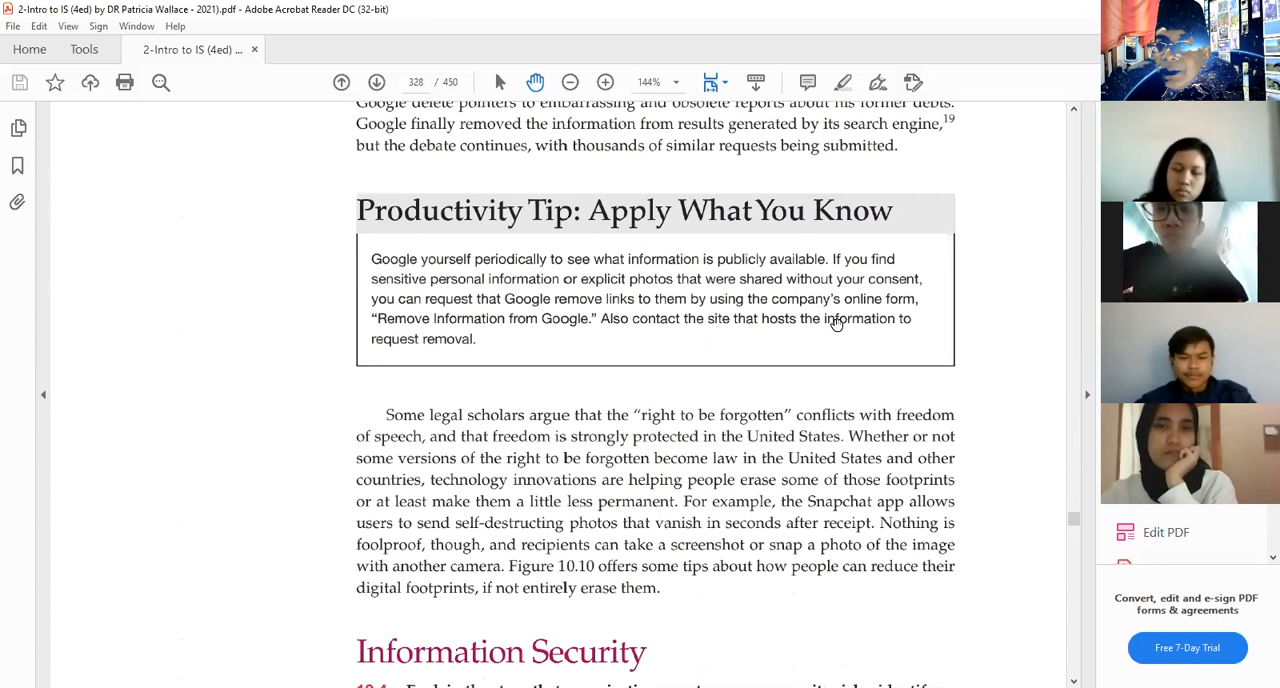 2-Intro to IS (4ed) by DR Patricia Wallace - 2021).pdf - Adobe Acrobat Reader DC (32-bit)
File Edit View Sign Window Help
Home Tools 2-Intro to IS (4ed) ... ×
328 / 450 144%
Google delete pointers to embarrassing and obsolete reports about his former debts.
Google finally removed the information from results generated by its search engine,19
but the debate continues, with thousands of similar requests being submitted.
Productivity Tip: Apply What You Know
Google yourself periodically to see what information is publicly available. If you find
sensitive personal information or explicit photos that were shared without your consent,
you can request that Google remove links to them by using the company's online form,
“Remove Information from Google.” Also contact the site that hosts the information to
request removal.
Some legal scholars argue that the “right to be forgotten” conflicts with freedom
of speech, and that freedom is strongly protected in the United States. Whether or not
some versions of the right to be forgotten become law in the United States and other
countries, technology innovations are helping people erase some of those footprints
or at least make them a little less permanent. For example, the Snapchat app allows
users to send self-destructing photos that vanish in seconds after receipt. Nothing is
foolproof, though, and recipients can take a screenshot or snap a photo of the image
with another camera. Figure 10.10 offers some tips about how people can reduce their
digital footprints, if not entirely erase them.
Information Security
Edit PDF
Convert, edit and e-sign PDF
forms & agreements
Free 7-Day Trial